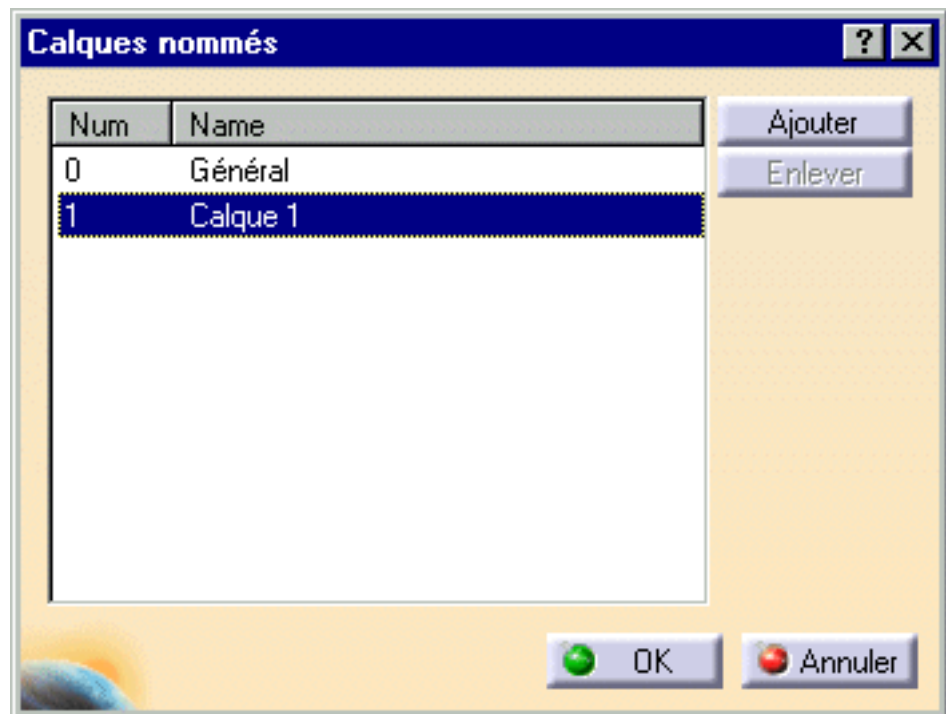 Calques nommés
Num Name
0 Général
1 Calque 1
Ajouter
Enlever
OK Annuler